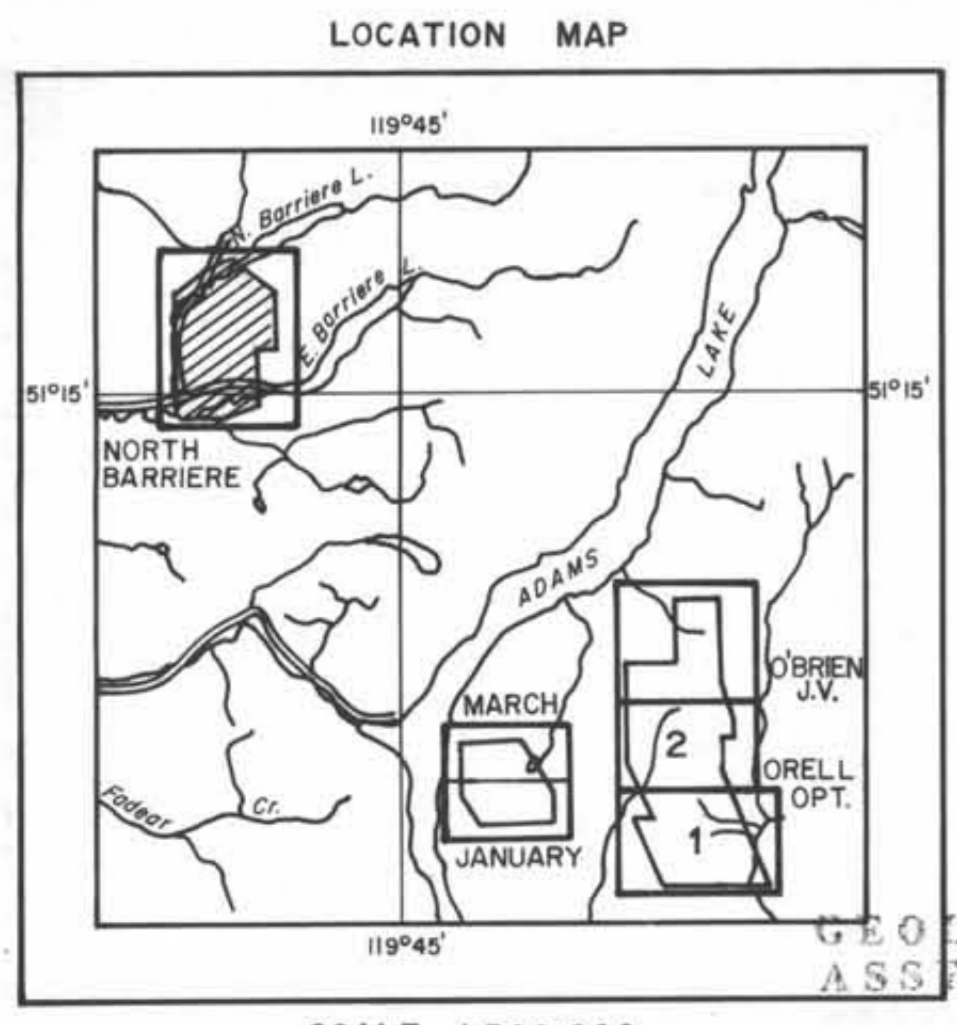 LOCATION MAP
119°45'
N. Barriere L.
E. Barriere L.
LAKE
51°15'
51°15'
NORTH
BARRIERE
ADAMS
O'BRIEN
J.V.
MARCH
2
ORELL
OPT.
Fadear Cr.
1
JANUARY
119°45'
GEO
ASS